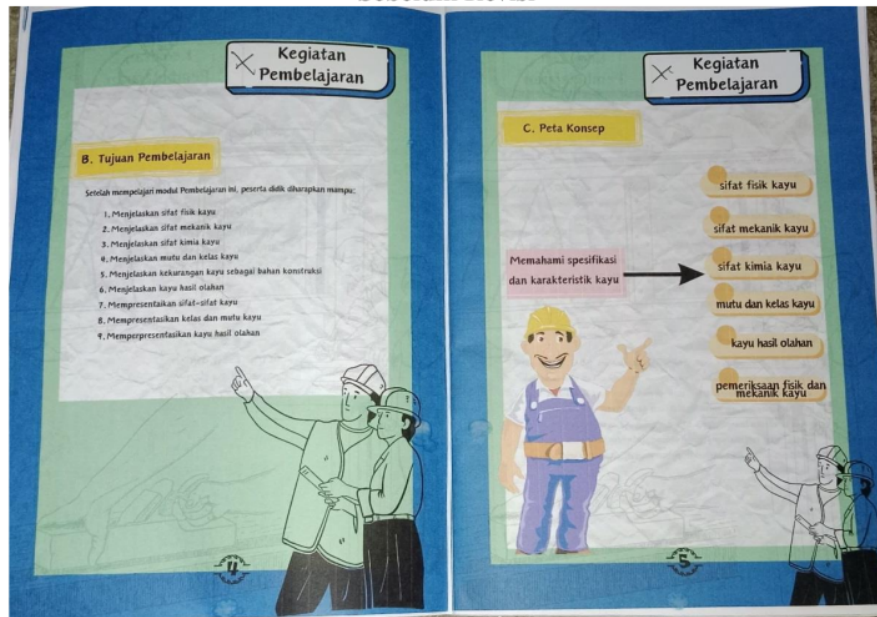 Kegiatan
Pembelajaran
B. Tujuan Pembelajaran
Setelah mempelajari modul Pembelajaran ini, peserta didik diharapkan mampu:
1. Menjelaskan sifat fisik kayu
2. Menjelaskan sifat mekanik kayu
3. Menjelaskan sifat kimia kayu
4. Menjelaskan mutu dan kelas kayu
5. Menjelaskan kekurangan kayu sebagai bahan konstruksi
6. Menjelaskan kayu hasil olahan
7. Mempresentaikan sifat-sifat kayu
8. Mempresentasikan kelas dan mutu kayu
9. Memperpresentasikan kayu hasil olahan
4
Kegiatan
Pembelajaran
C. Peta Konsep
Memahami spesifikasi
dan karakteristik kayu
sifat fisik kayu
sifat mekanik kayu
sifat kimia kayu
mutu dan kelas kayu
kayu hasil olahan
pemeriksaan fisik dan
mekanik kayu
5